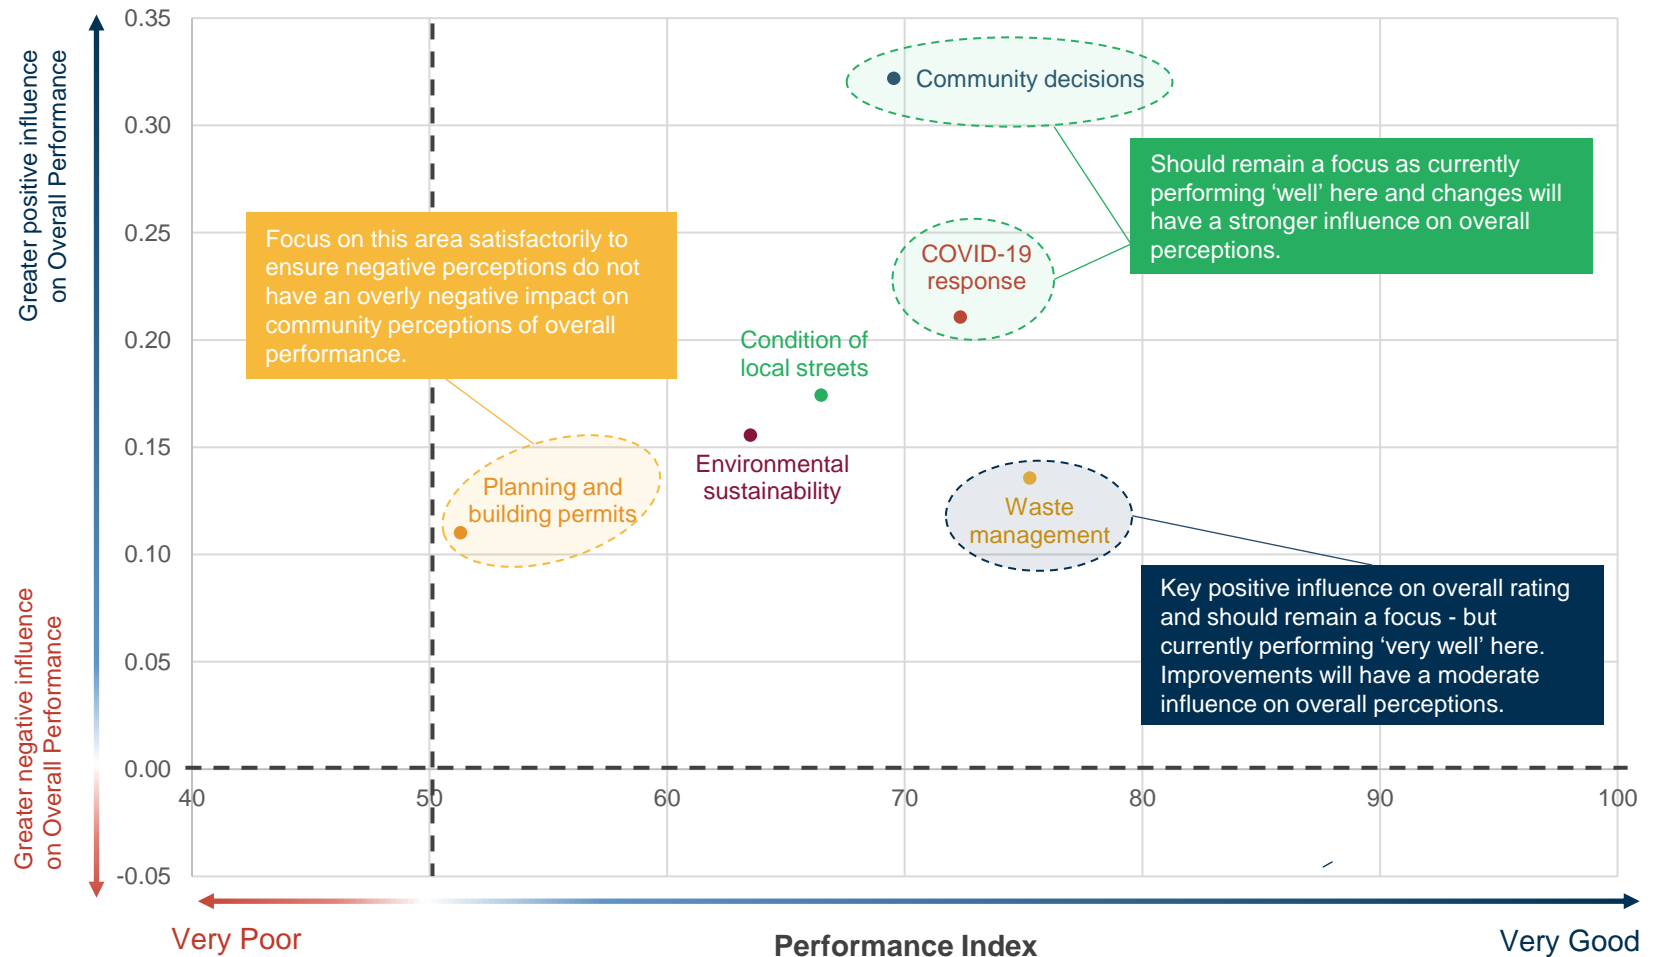 Greater positive influence
on Overall Performance
Greater negative influence
on Overall Performance
0.35
0.30
0.25
0.20
0.15
0.10
0.05
0.00
-0.05
Community decisions
Should remain a focus as currently
performing ‘well’ here and changes will
have a stronger influence on overall
perceptions.
Focus on this area satisfactorily to
ensure negative perceptions do not
have an overly negative impact on
community perceptions of overall
performance.
COVID-19
response
Condition of
local streets
Environmental
sustainability
Planning and
building permits
Waste
management
Key positive influence on overall rating
and should remain a focus - but
currently performing ‘very well’ here.
Improvements will have a moderate
influence on overall perceptions.
40
50
60
70
80
90
100
Very Poor
Performance Index
Very Good